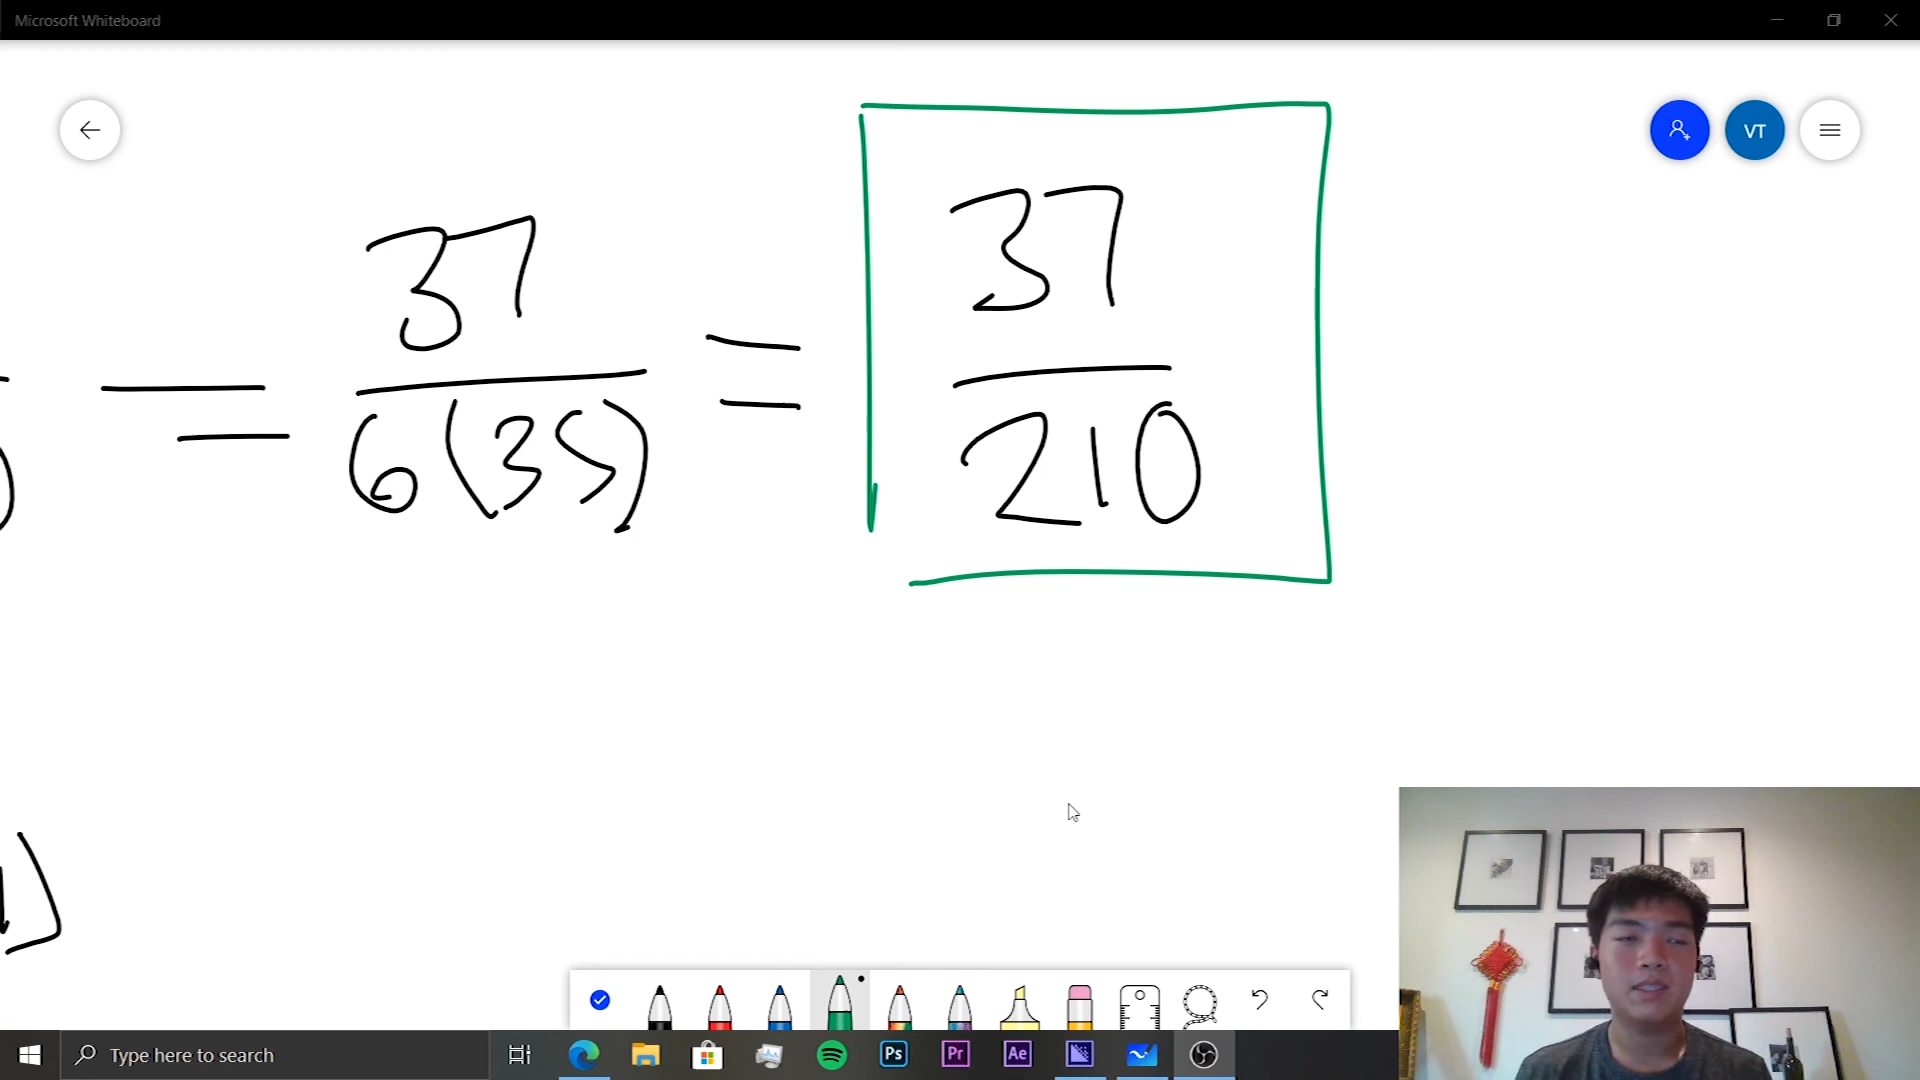 Microsoft Whiteboard
VT
= 37 / 6(35) = 37 / 210
)
Type here to search
Ps Pr Ae